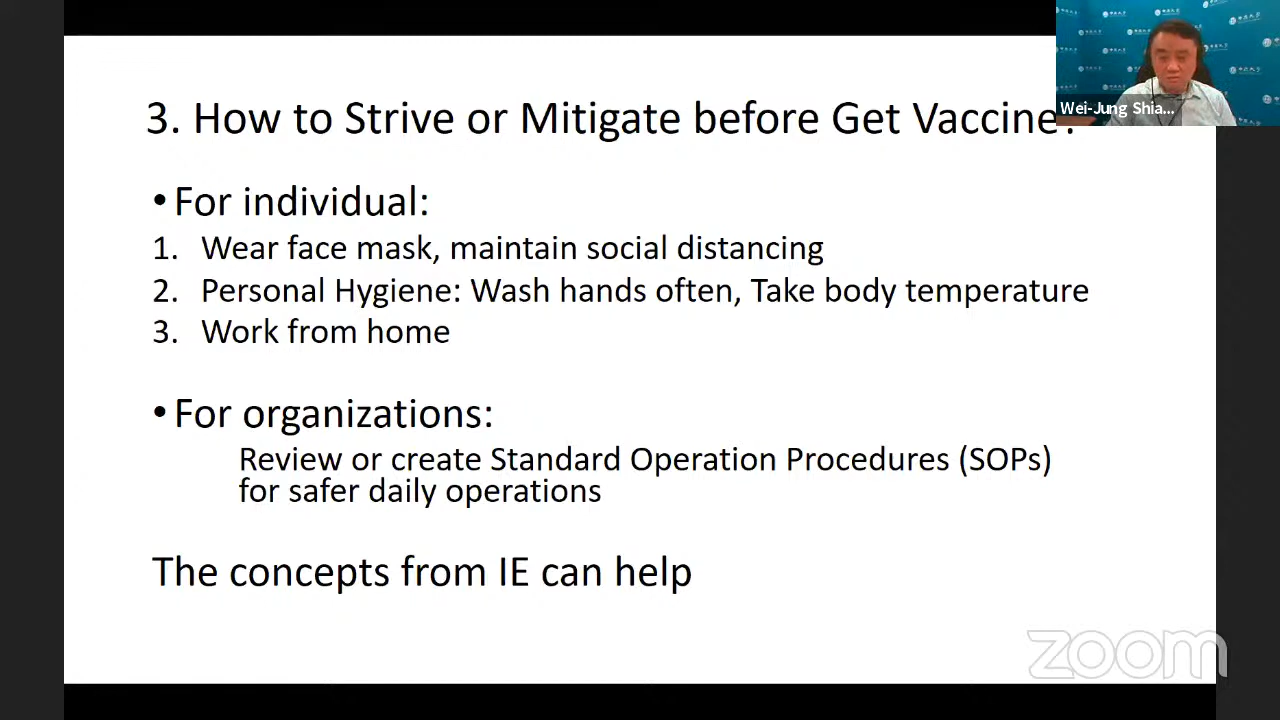 3. How to Strive or Mitigate before Get Vaccine?
Wei-Jung Shia...
•For individual:
1. Wear face mask, maintain social distancing
2. Personal Hygiene: Wash hands often, Take body temperature
3. Work from home
•For organizations:
Review or create Standard Operation Procedures (SOPs)
for safer daily operations
The concepts from IE can help
zoom